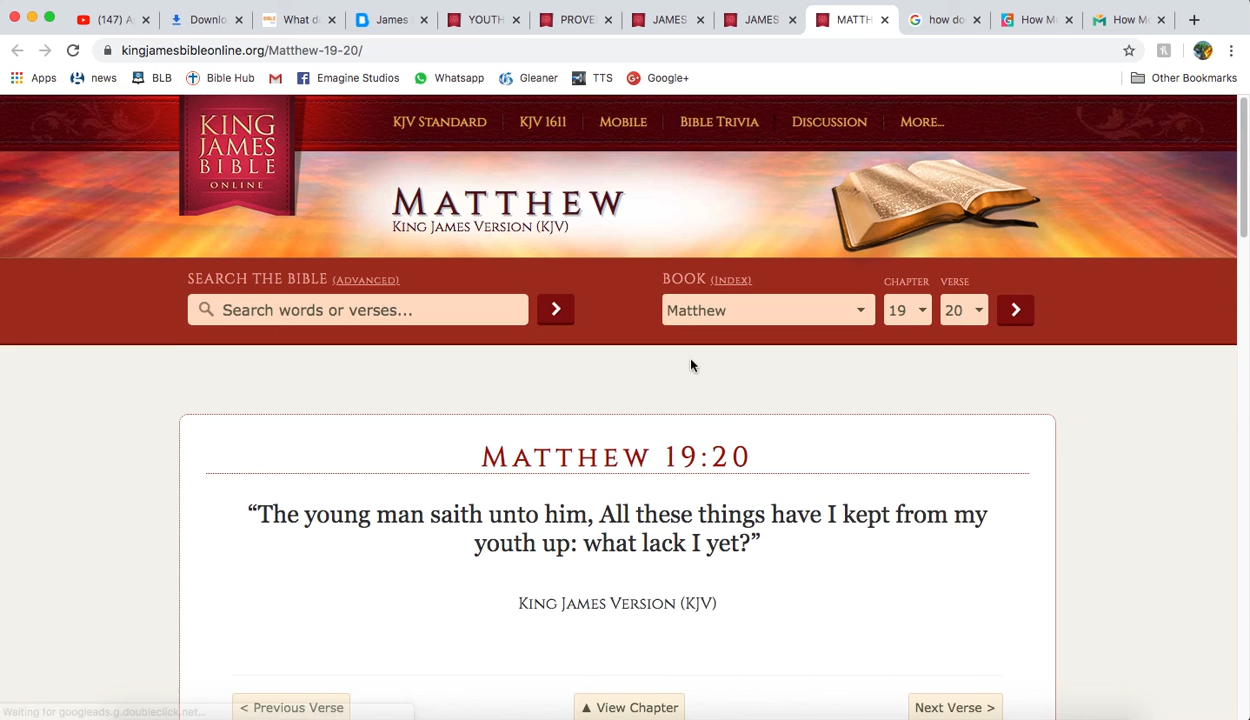 (147) A
Downlo
What d
James
YOUTH
PROVE
JAMES
JAMES
MATTH
how do
How M
How M
kingjamesbibleonline.org/Matthew-19-20/
Apps
news
BLB
Bible Hub
Emagine Studios
Whatsapp
Gleaner
TTS
Google+
Other Bookmarks
KING
JAMES
BIBLE
ONLINE
KJV STANDARD
KJV 1611
MOBILE
BIBLE TRIVIA
DISCUSSION
MORE...
MATTHEW
KING JAMES VERSION (KJV)
SEARCH THE BIBLE (ADVANCED)
BOOK (INDEX)
CHAPTER
VERSE
Search words or verses...
Matthew
19
20
MATTHEW 19:20
“The young man saith unto him, All these things have I kept from my
youth up: what lack I yet?”
KING JAMES VERSION (KJV)
< Previous Verse
▲ View Chapter
Next Verse >
Waiting for googleads.g.doubleclick.net...